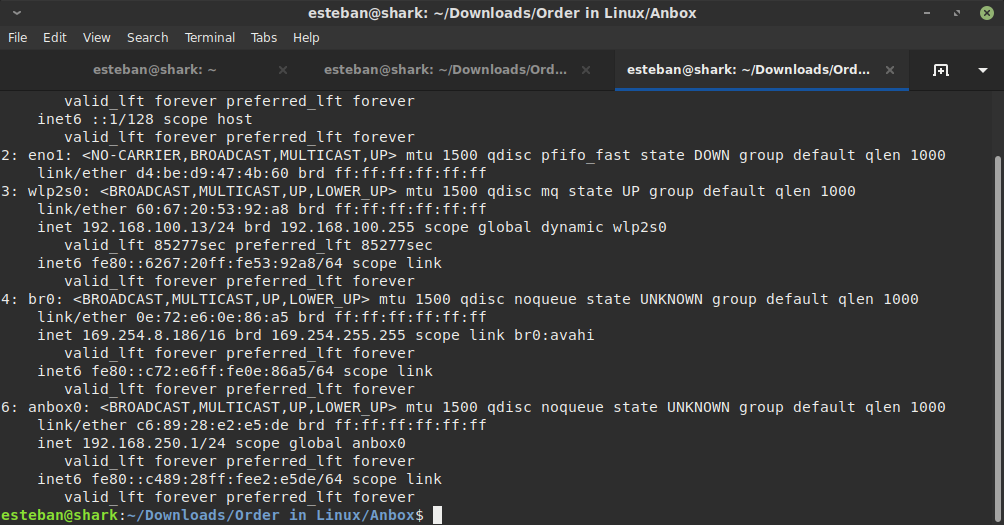 esteban@shark: ~/Downloads/Order in Linux/Anbox
File Edit View Search Terminal Tabs Help
esteban@shark: ~ esteban@shark: ~/Downloads/Ord... esteban@shark: ~/Downloads/Ord...
valid_lft forever preferred_lft forever
inet6 ::1/128 scope host
valid_lft forever preferred_lft forever
2: eno1: <NO-CARRIER,BROADCAST,MULTICAST,UP> mtu 1500 qdisc pfifo_fast state DOWN group default qlen 1000
link/ether d4:be:d9:47:4b:60 brd ff:ff:ff:ff:ff:ff
3: wlp2s0: <BROADCAST,MULTICAST,UP,LOWER_UP> mtu 1500 qdisc mq state UP group default qlen 1000
link/ether 60:67:20:53:92:a8 brd ff:ff:ff:ff:ff:ff
inet 192.168.100.13/24 brd 192.168.100.255 scope global dynamic wlp2s0
valid_lft 85277sec preferred_lft 85277sec
inet6 fe80::6267:20ff:fe53:92a8/64 scope link
valid_lft forever preferred_lft forever
4: br0: <BROADCAST,MULTICAST,UP,LOWER_UP> mtu 1500 qdisc noqueue state UNKNOWN group default qlen 1000
link/ether 0e:72:e6:0e:86:a5 brd ff:ff:ff:ff:ff:ff
inet 169.254.8.186/16 brd 169.254.255.255 scope link br0:avahi
valid_lft forever preferred_lft forever
inet6 fe80::c72:e6ff:fe0e:86a5/64 scope link
valid_lft forever preferred_lft forever
6: anbox0: <BROADCAST,MULTICAST,UP,LOWER_UP> mtu 1500 qdisc noqueue state UNKNOWN group default qlen 1000
link/ether c6:89:28:e2:e5:de brd ff:ff:ff:ff:ff:ff
inet 192.168.250.1/24 scope global anbox0
valid_lft forever preferred_lft forever
inet6 fe80::c489:28ff:fee2:e5de/64 scope link
valid_lft forever preferred_lft forever
esteban@shark:~/Downloads/Order in Linux/Anbox$